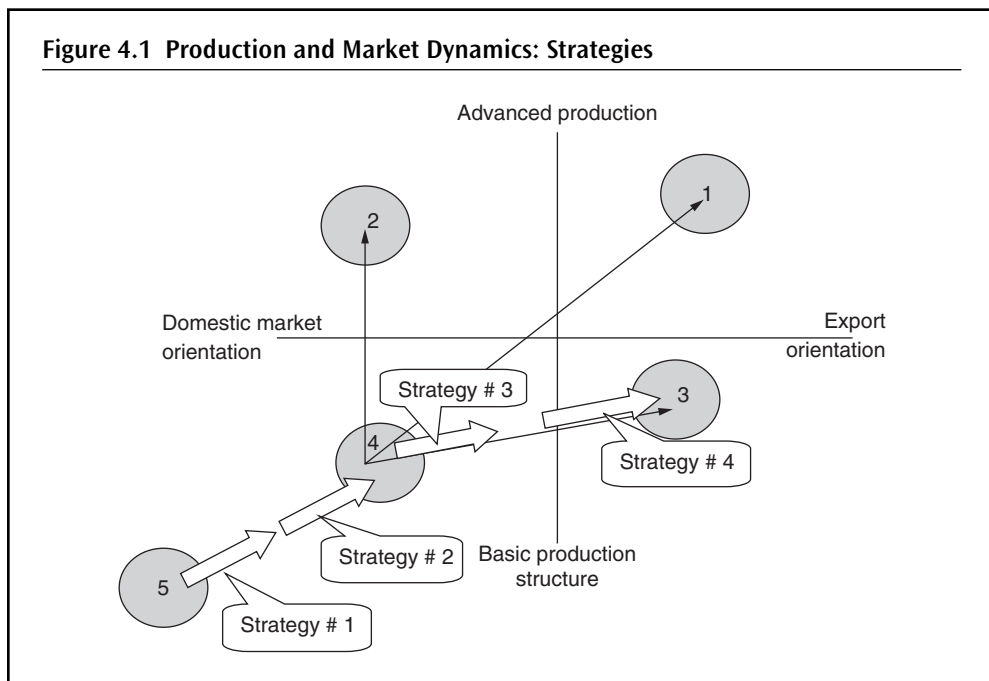 Figure 4.1 Production and Market Dynamics: Strategies
Advanced production
1
2
Domestic market
orientation
Export
orientation
Strategy # 3
3
4
Strategy # 4
Strategy # 2
Basic production
structure
5
Strategy # 1